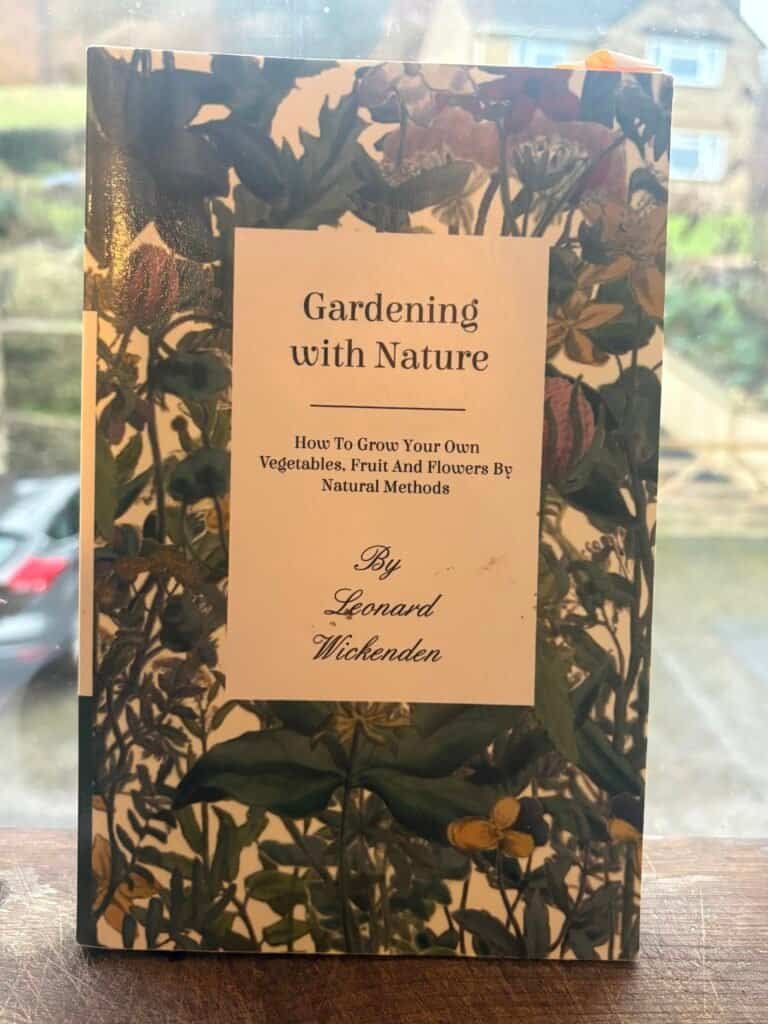 Gardening
with Nature
How To Grow Your Own
Vegetables, Fruit And Flowers By
Natural Methods
By
Leonard
Wickenden